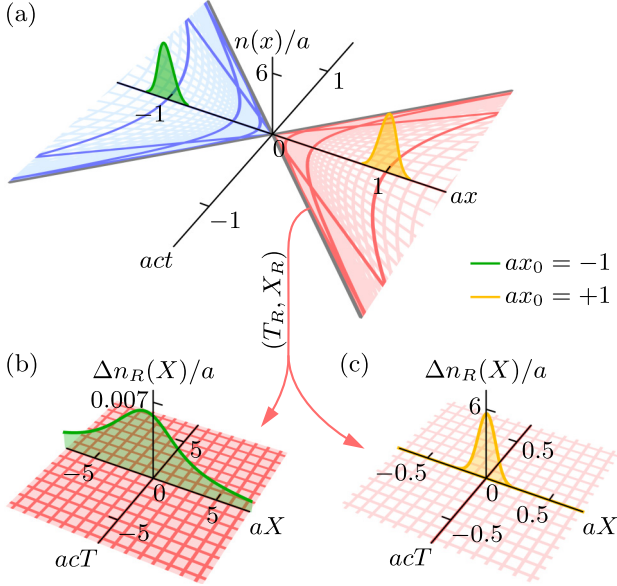 (a)
n(x)/a
6
1
−1
0
1
ax
−1
act
(T_R, X_R)
ax₀ = −1
ax₀ = +1
(b)
Δn_R(X)/a
0.007
5
−5
0
5
−5
aX
acT
(c)
Δn_R(X)/a
6
0.5
−0.5
0
0.5
−0.5
aX
acT